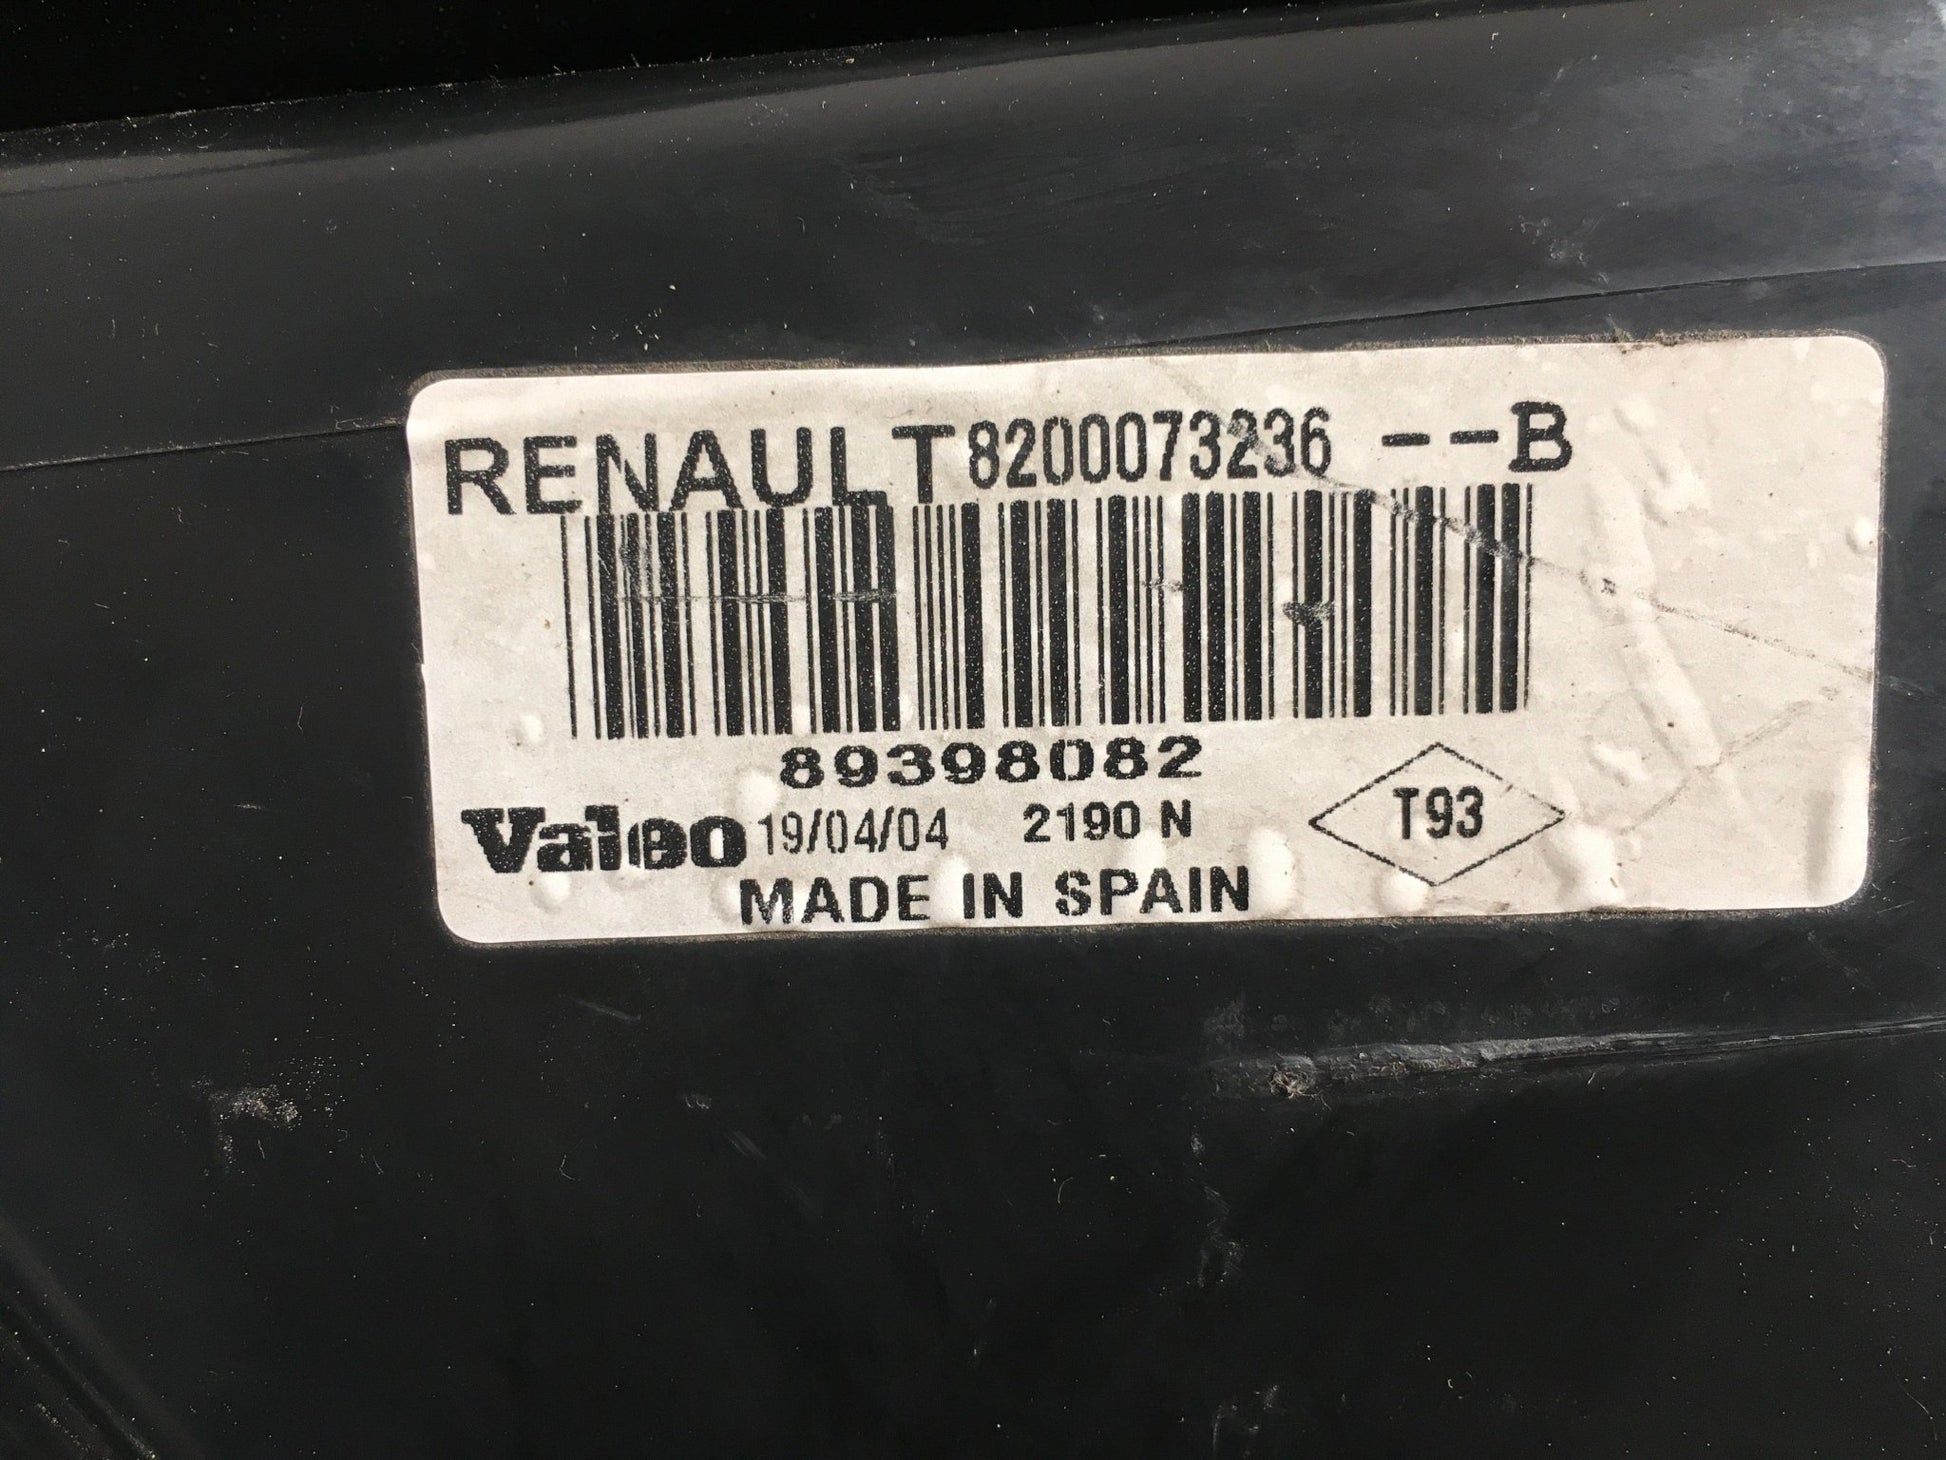 RENAULT 8200073236 --B
89398082
Valeo 19/04/04 2190 N T93
MADE IN SPAIN